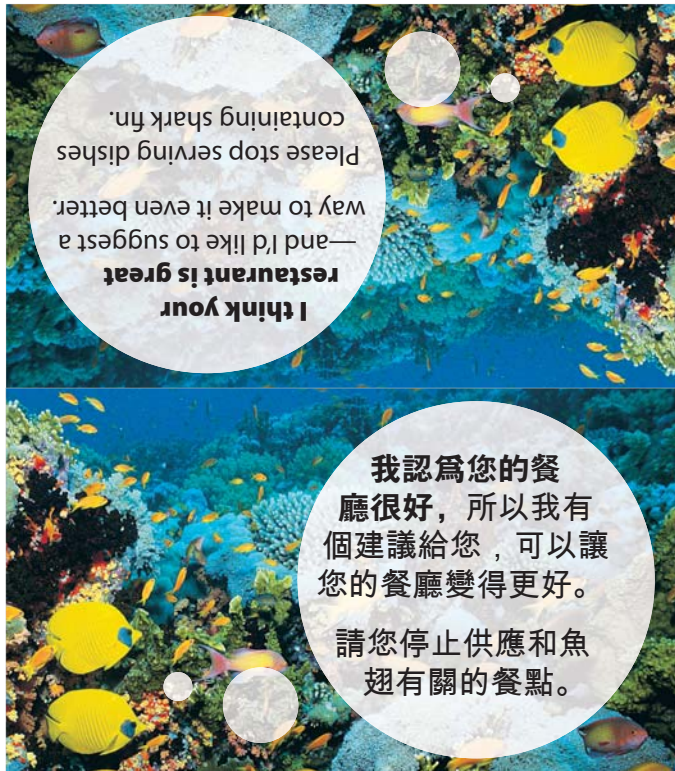 I think your
restaurant is great
—and I'd like to suggest a
way to make it even better.
Please stop serving dishes
containing shark fin.
我認爲您的餐
廳很好，所以我有
個建議給您，可以讓
您的餐廳變得更好。
請您停止供應和魚
翅有關的餐點。